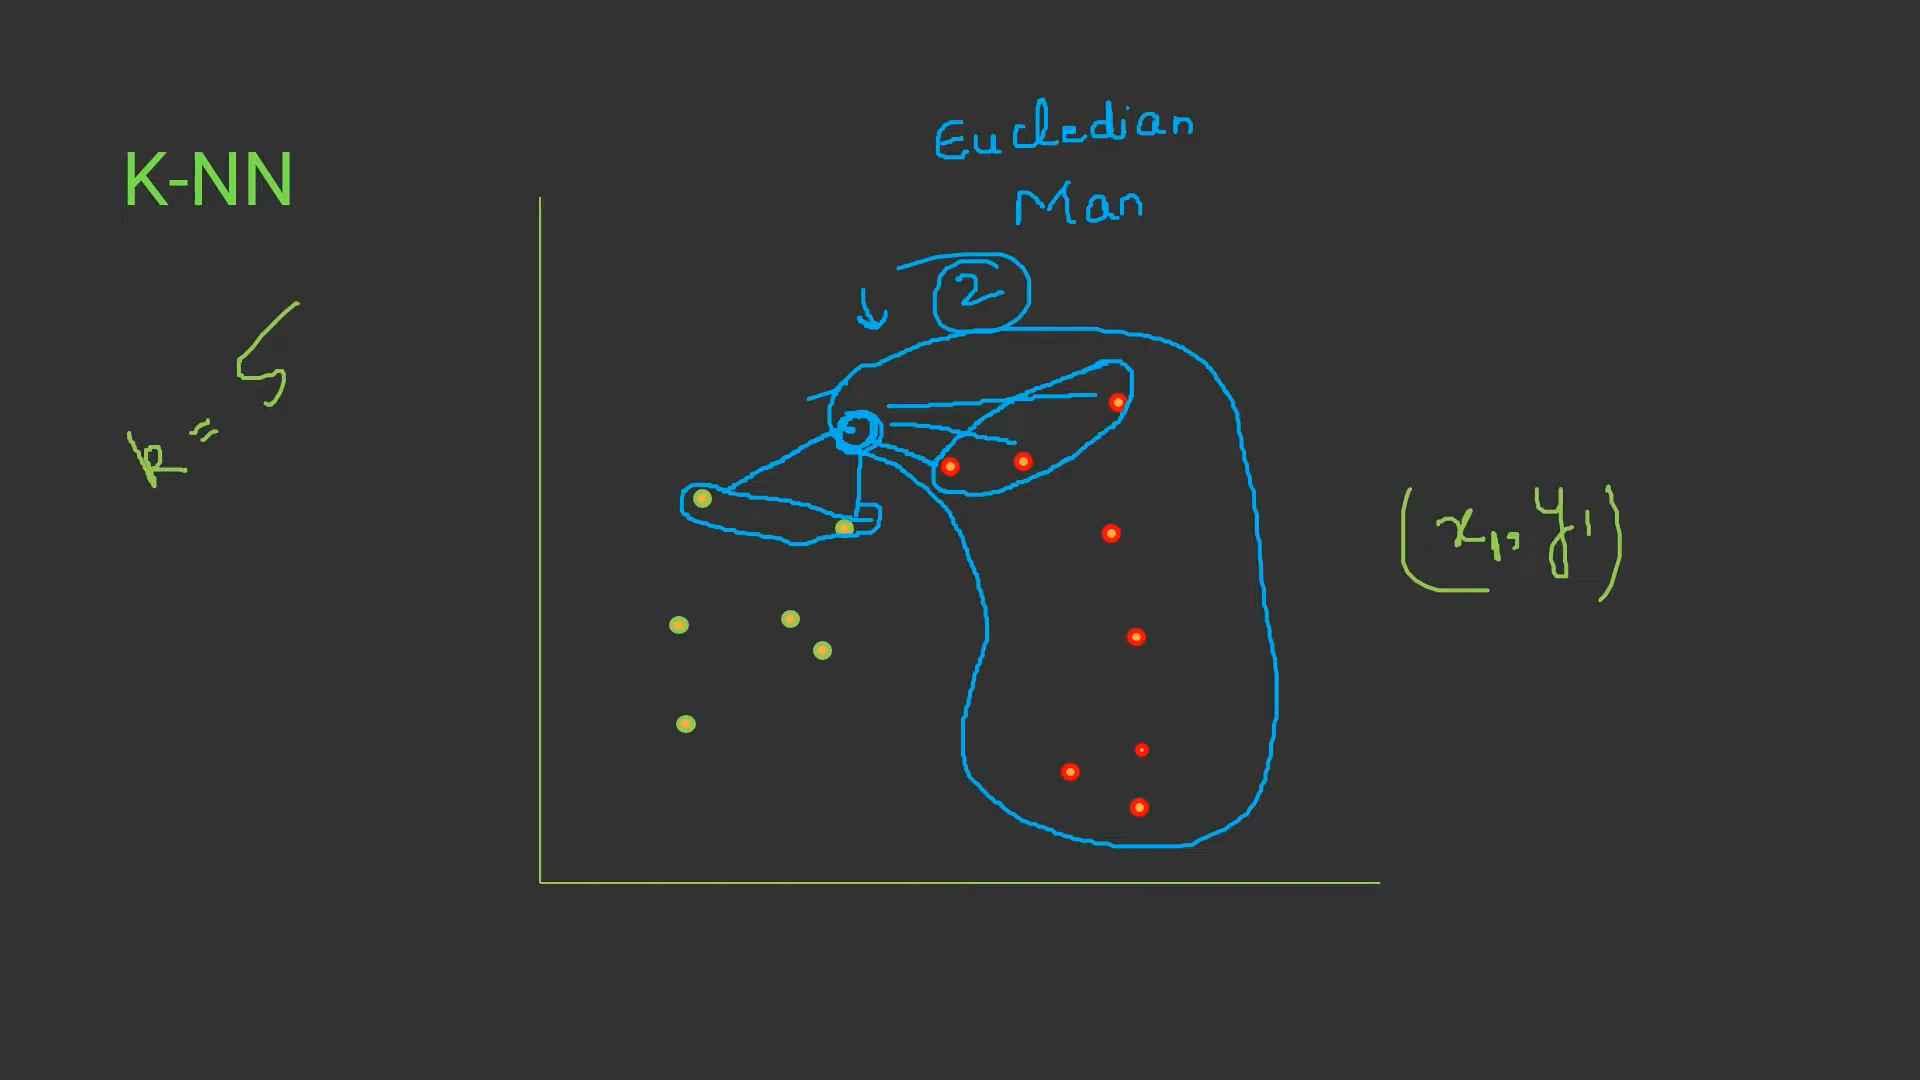 K-NN
Eucledian
Man
2
k = 5
(x₁, y₁)